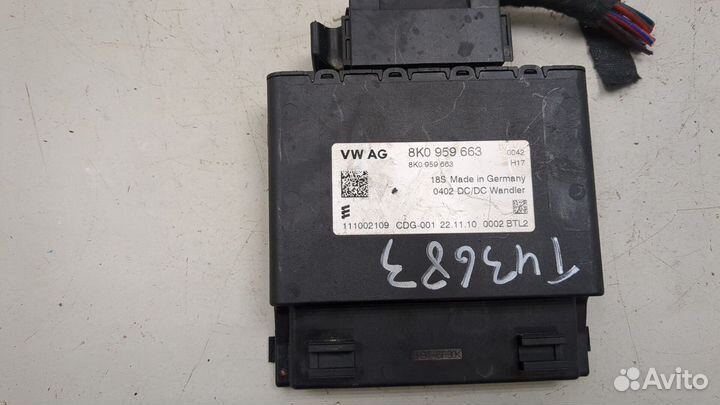 VW AG 8K0 959 663 0042
8K0 959 663 H17
18S Made in Germany
0402 DC/DC Wandler
111002109 CDG-001 22.11.10 0002 BTL2
T43683
Avito